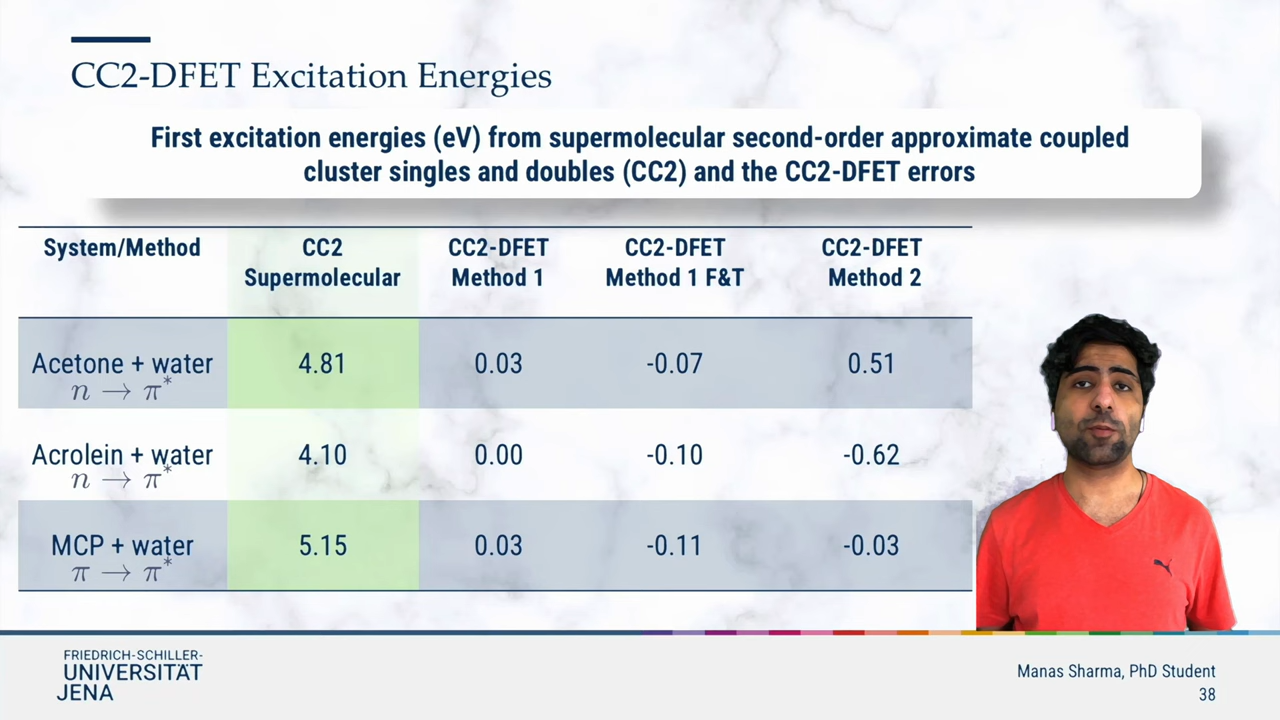 CC2-DFET Excitation Energies
First excitation energies (eV) from supermolecular second-order approximate coupled
cluster singles and doubles (CC2) and the CC2-DFET errors
System/Method
CC2
Supermolecular
CC2-DFET
Method 1
CC2-DFET
Method 1 F&T
CC2-DFET
Method 2
Acetone + water
n → π*
4.81
0.03
-0.07
0.51
Acrolein + water
n → π*
4.10
0.00
-0.10
-0.62
MCP + water
π → π*
5.15
0.03
-0.11
-0.03
FRIEDRICH-SCHILLER-
UNIVERSITÄT
JENA
Manas Sharma, PhD Student
38